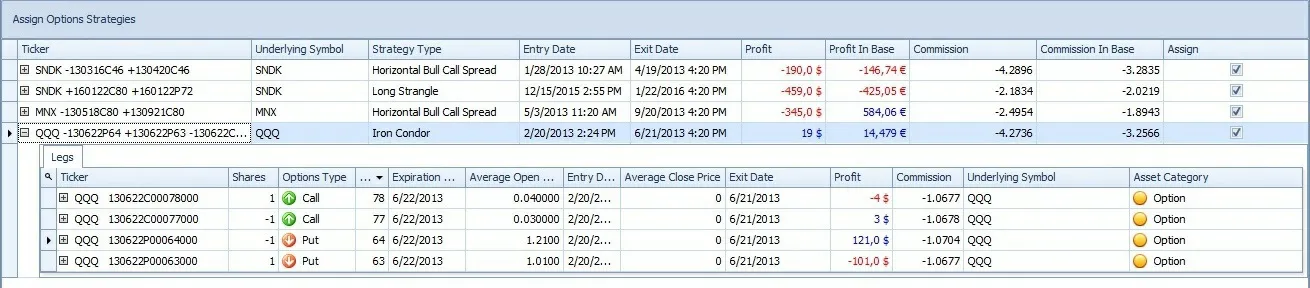 Assign Options Strategies
Ticker Underlying Symbol Strategy Type Entry Date Exit Date Profit Profit In Base Commission Commission In Base Assign
SNDK -130316C46 +130420C46 SNDK Horizontal Bull Call Spread 1/28/2013 10:27 AM 4/19/2013 4:20 PM -190,0 $ -146,74 € -4.2896 -3.2835
SNDK +160122C80 +160122P72 SNDK Long Strangle 12/15/2015 2:55 PM 1/22/2016 4:20 PM -459,0 $ -425,05 € -2.1834 -2.0219
MNX -130518C80 +130921C80 MNX Horizontal Bull Call Spread 5/3/2013 11:20 AM 9/20/2013 4:20 PM -345,0 $ 584,06 € -2.4954 -1.8943
QQQ -130622P64 +130622P63 -130622C... QQQ Iron Condor 2/20/2013 2:24 PM 6/21/2013 4:20 PM 19 $ 14,479 € -4.2736 -3.2566
Legs
Ticker Shares Options Type ... Expiration ... Average Open ... Entry D... Average Close Price Exit Date Profit Commission Underlying Symbol Asset Category
QQQ 130622C00078000 1 Call 78 6/22/2013 0.040000 2/20/2... 0 6/21/2013 -4 $ -1.0677 QQQ Option
QQQ 130622C00077000 -1 Call 77 6/22/2013 0.030000 2/20/2... 0 6/21/2013 3 $ -1.0678 QQQ Option
QQQ 130622P00064000 -1 Put 64 6/22/2013 1.2100 2/20/2... 0 6/21/2013 121,0 $ -1.0704 QQQ Option
QQQ 130622P00063000 1 Put 63 6/22/2013 1.0100 2/20/2... 0 6/21/2013 -101,0 $ -1.0677 QQQ Option